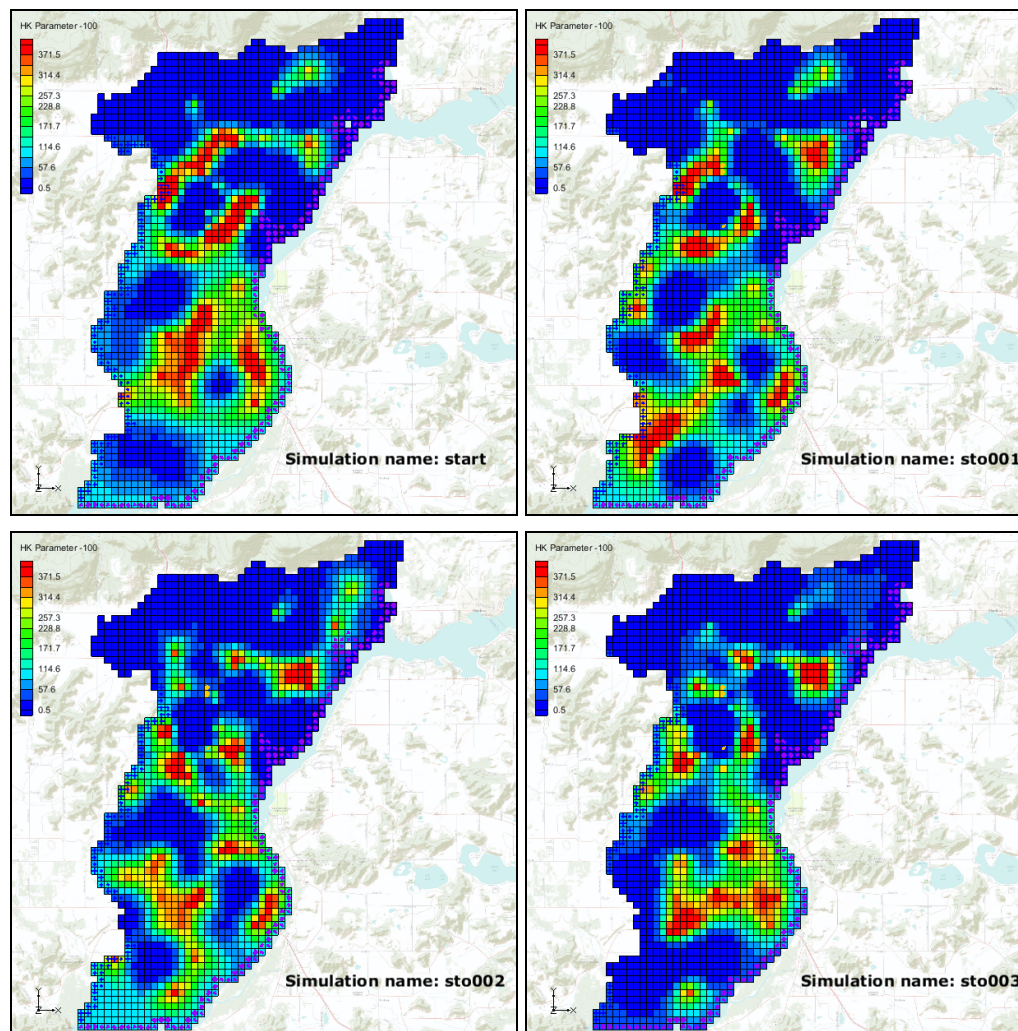 HK Parameter -100
371.5
314.4
257.3
228.8
171.7
114.6
57.6
0.5
Y
Z X
Simulation name: start
HK Parameter -100
371.5
314.4
257.3
228.8
171.7
114.6
57.6
0.5
Y
Z X
Simulation name: sto001
HK Parameter -100
371.5
314.4
257.3
228.8
171.7
114.6
57.6
0.5
Y
Z X
Simulation name: sto002
HK Parameter -100
371.5
314.4
257.3
228.8
171.7
114.6
57.6
0.5
Y
Z X
Simulation name: sto003